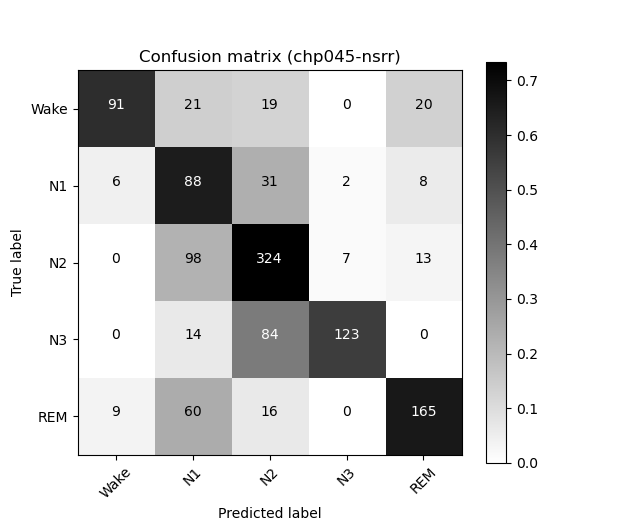 Confusion matrix (chp045-nsrr)
Wake 91 21 19 0 20
N1 6 88 31 2 8
N2 0 98 324 7 13
N3 0 14 84 123 0
REM 9 60 16 0 165
Wake N1 N2 N3 REM
Predicted label
True label
0.7
0.6
0.5
0.4
0.3
0.2
0.1
0.0